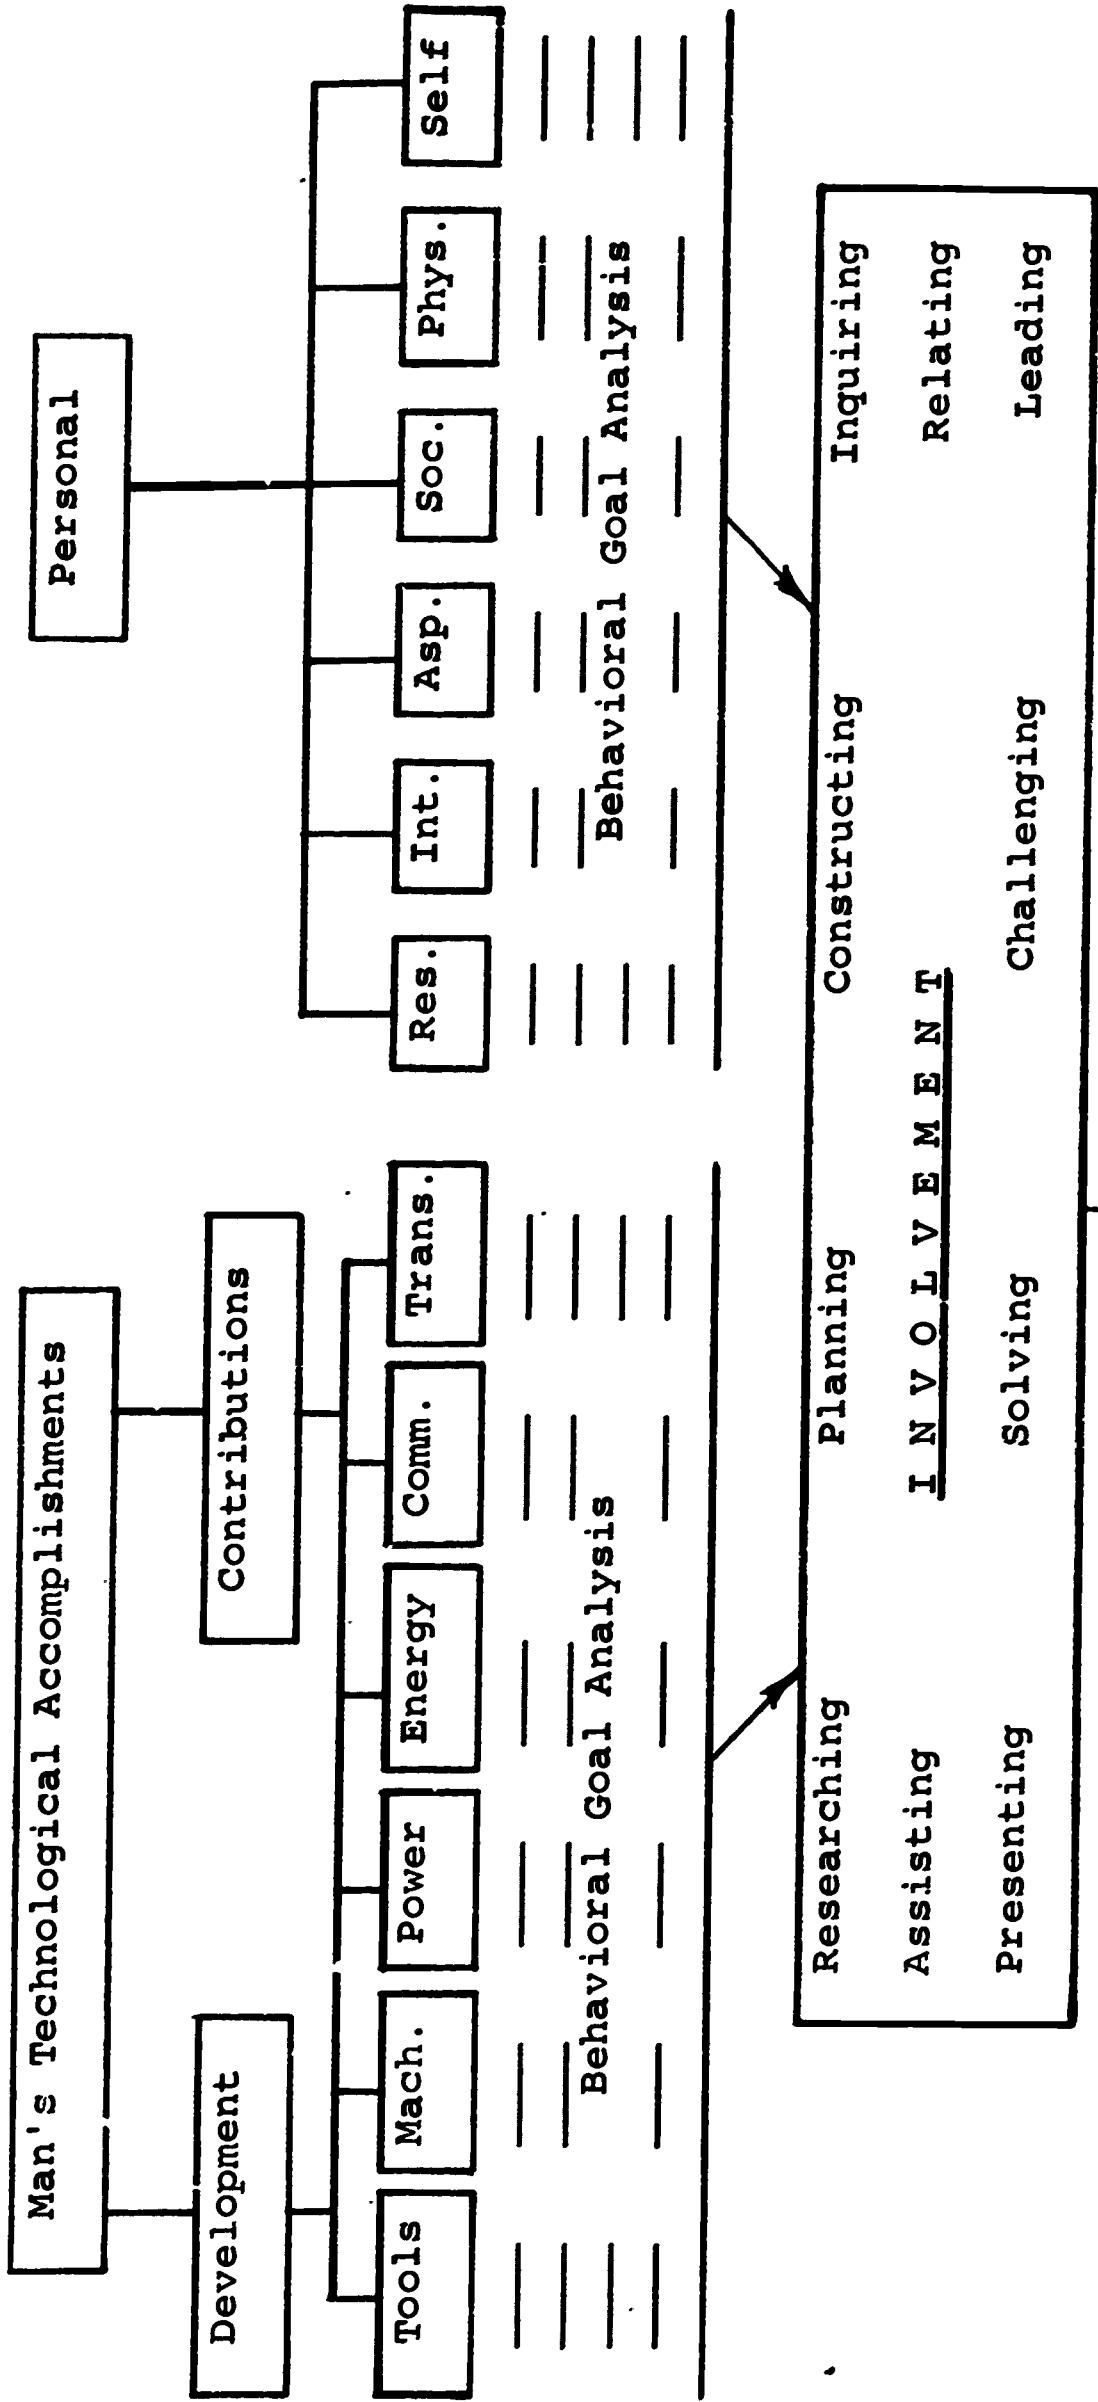 Man's Technological Accomplishments
Personal
Development
Contributions
Tools
Mach.
Power
Energy
Comm.
Trans.
Res.
Int.
Asp.
Soc.
Phys.
Self
Behavioral Goal Analysis
Behavioral Goal Analysis
Researching
Planning
Constructing
Inquiring
Assisting
INVOLVEMENT
Relating
Presenting
Solving
Challenging
Leading